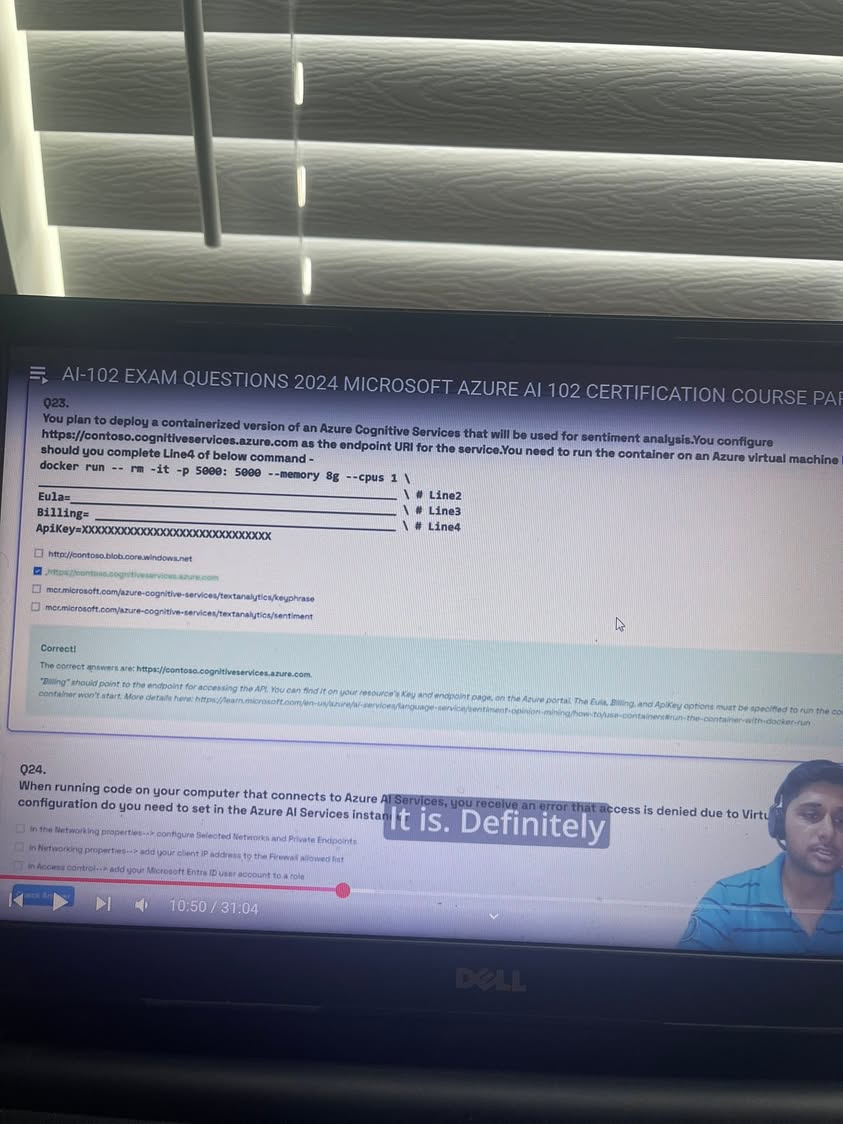 AI-102 EXAM QUESTIONS 2024 MICROSOFT AZURE AI 102 CERTIFICATION COURSE PAR
Q23.
You plan to deploy a containerized version of an Azure Cognitive Services that will be used for sentiment analysis.You configure
https://contoso.cognitiveservices.azure.com as the endpoint URI for the service.You need to run the container on an Azure virtual machine
should you complete Line4 of below command -
docker run -- rm -it -p 5000: 5000 --memory 8g --cpus 1 \
\ # Line2
Eula= \ # Line3
Billing= \ # Line4
ApiKey=XXXXXXXXXXXXXXXXXXXXXXXXXXXXX
http://contoso.blob.core.windows.net
https://contoso.cognitiveservices.azure.com
mcr.microsoft.com/azure-cognitive-services/textanalytics/keyphrase
mcr.microsoft.com/azure-cognitive-services/textanalytics/sentiment
Correct!
The correct answers are: https://contoso.cognitiveservices.azure.com.
"Billing" should point to the endpoint for accessing the API. You can find it on your resource's Key and endpoint page, on the Azure portal. The Eula, Billing, and ApiKey options must be specified to run the co
container won't start. More details here: https://learn.microsoft.com/en-us/azure/ai-services/language-service/sentiment-opinion-mining/how-to/use-containers#run-the-container-with-docker-run
Q24.
When running code on your computer that connects to Azure AI Services, you receive an error that access is denied due to Virtu
configuration do you need to set in the Azure AI Services instan
It is. Definitely
In the Networking properties--> configure Selected Networks and Private Endpoints
In Networking properties--> add your client IP address to the Firewall allowed list
In Access control--> add your Microsoft Entra ID user account to a role
10:50 / 31:04
DELL